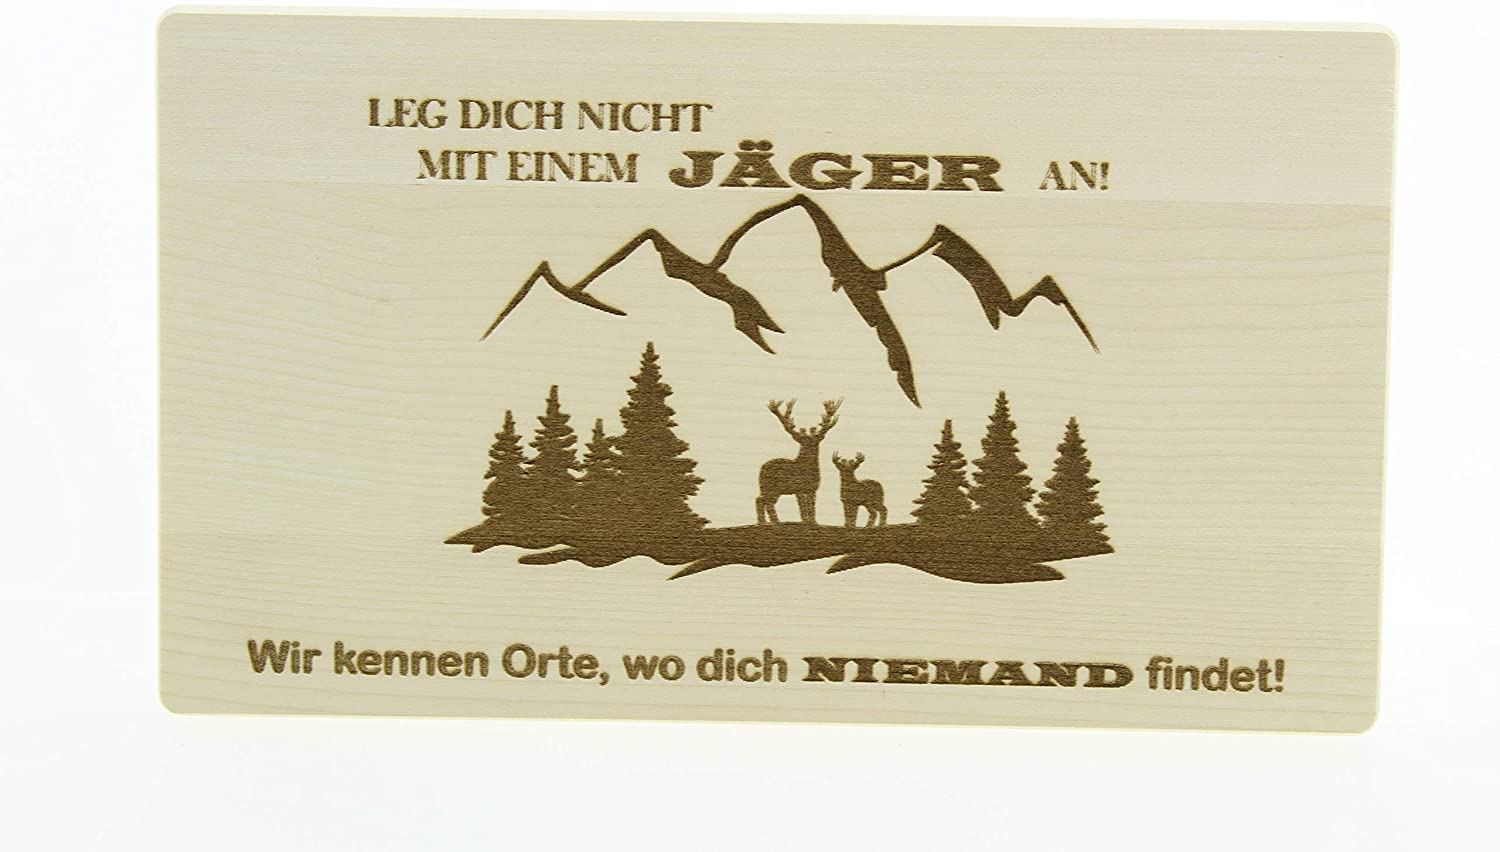 LEG DICH NICHT
MIT EINEM JÄGER AN!
Wir kennen Orte, wo dich NIEMAND findet!